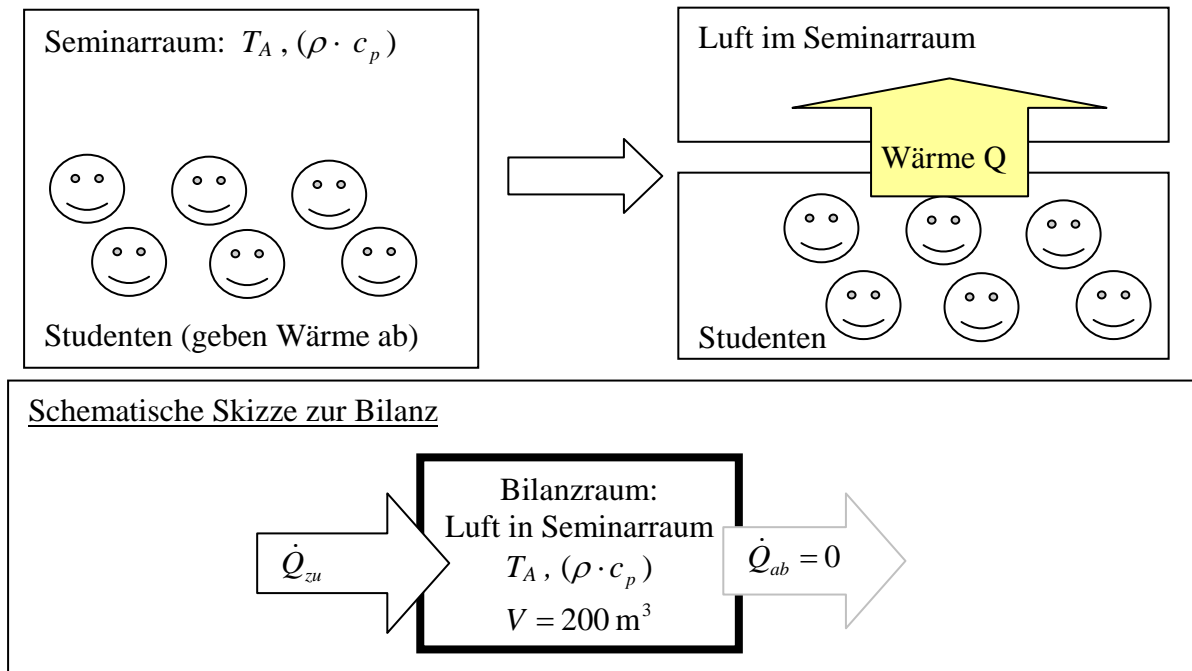 Seminarraum: T_A , (ρ · c_p)
Studenten (geben Wärme ab)
Luft im Seminarraum
Wärme Q
Studenten
Schematische Skizze zur Bilanz
Q̇_zu
Bilanzraum:
Luft in Seminarraum
T_A , (ρ · c_p)
V = 200 m³
Q̇_ab = 0